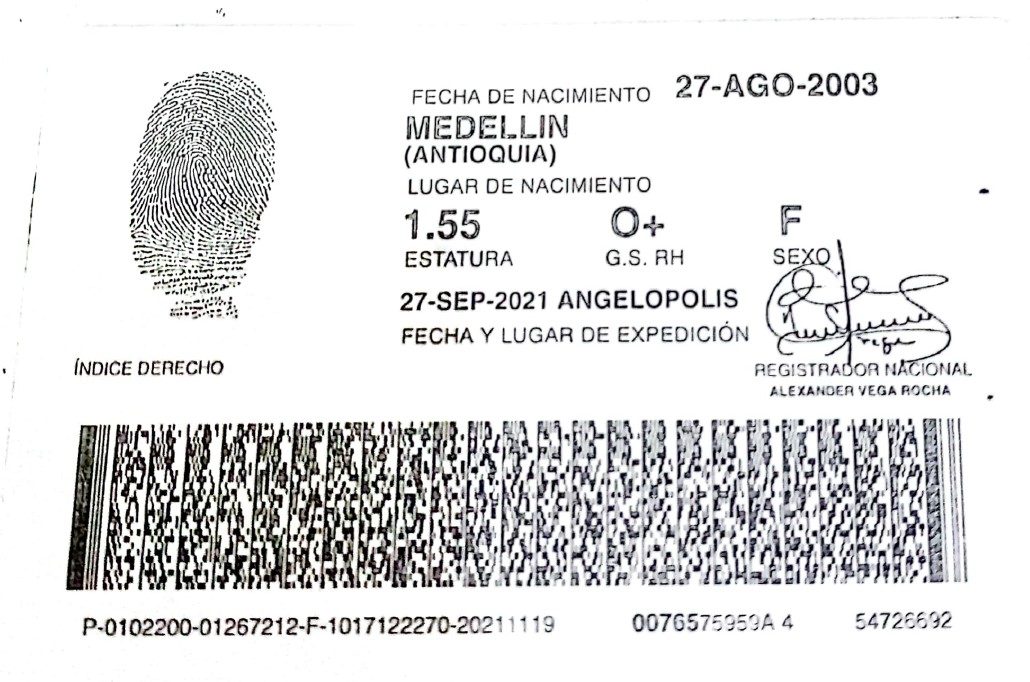 FECHA DE NACIMIENTO 27-AGO-2003
MEDELLIN
(ANTIOQUIA)
LUGAR DE NACIMIENTO
1.55 O+ F
ESTATURA G.S. RH SEXO
27-SEP-2021 ANGELOPOLIS
FECHA Y LUGAR DE EXPEDICIÓN
ÍNDICE DERECHO
REGISTRADOR NACIONAL
ALEXANDER VEGA ROCHA
P-0102200-01267212-F-1017122270-20211119 0076575959A 4 54726692